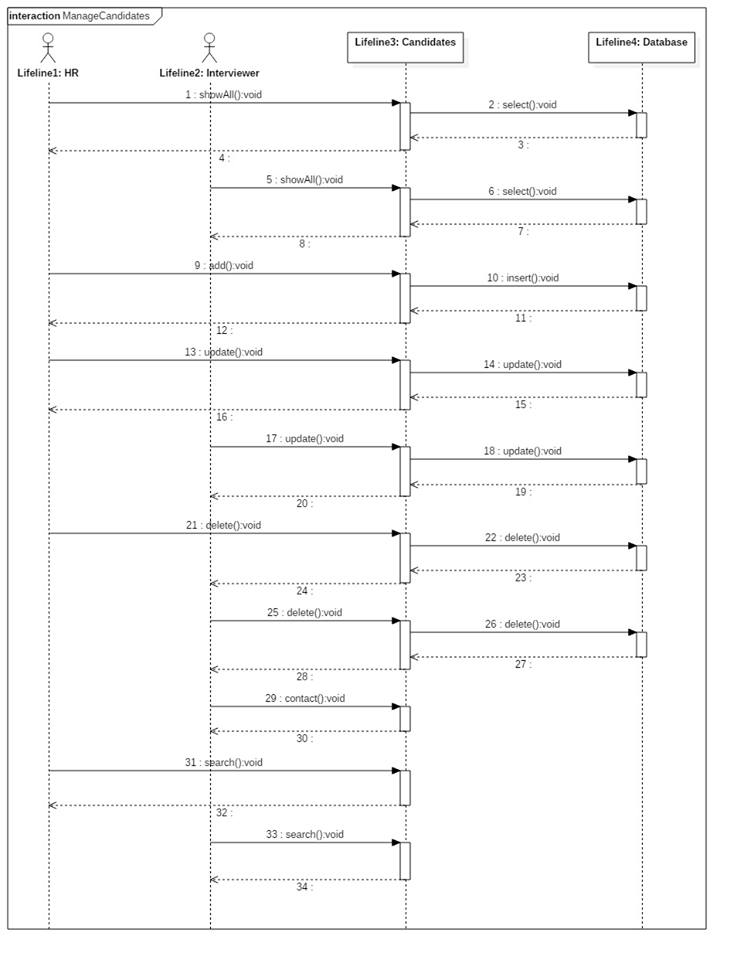 interaction ManageCandidates
Lifeline1: HR
Lifeline2: Interviewer
Lifeline3: Candidates
Lifeline4: Database
1 : showAll():void
2 : select():void
3 :
4 :
5 : showAll():void
6 : select():void
7 :
8 :
9 : add():void
10 : insert():void
11 :
12 :
13 : update():void
14 : update():void
15 :
16 :
17 : update():void
18 : update():void
19 :
20 :
21 : delete():void
22 : delete():void
23 :
24 :
25 : delete():void
26 : delete():void
27 :
28 :
29 : contact():void
30 :
31 : search():void
32 :
33 : search():void
34 :